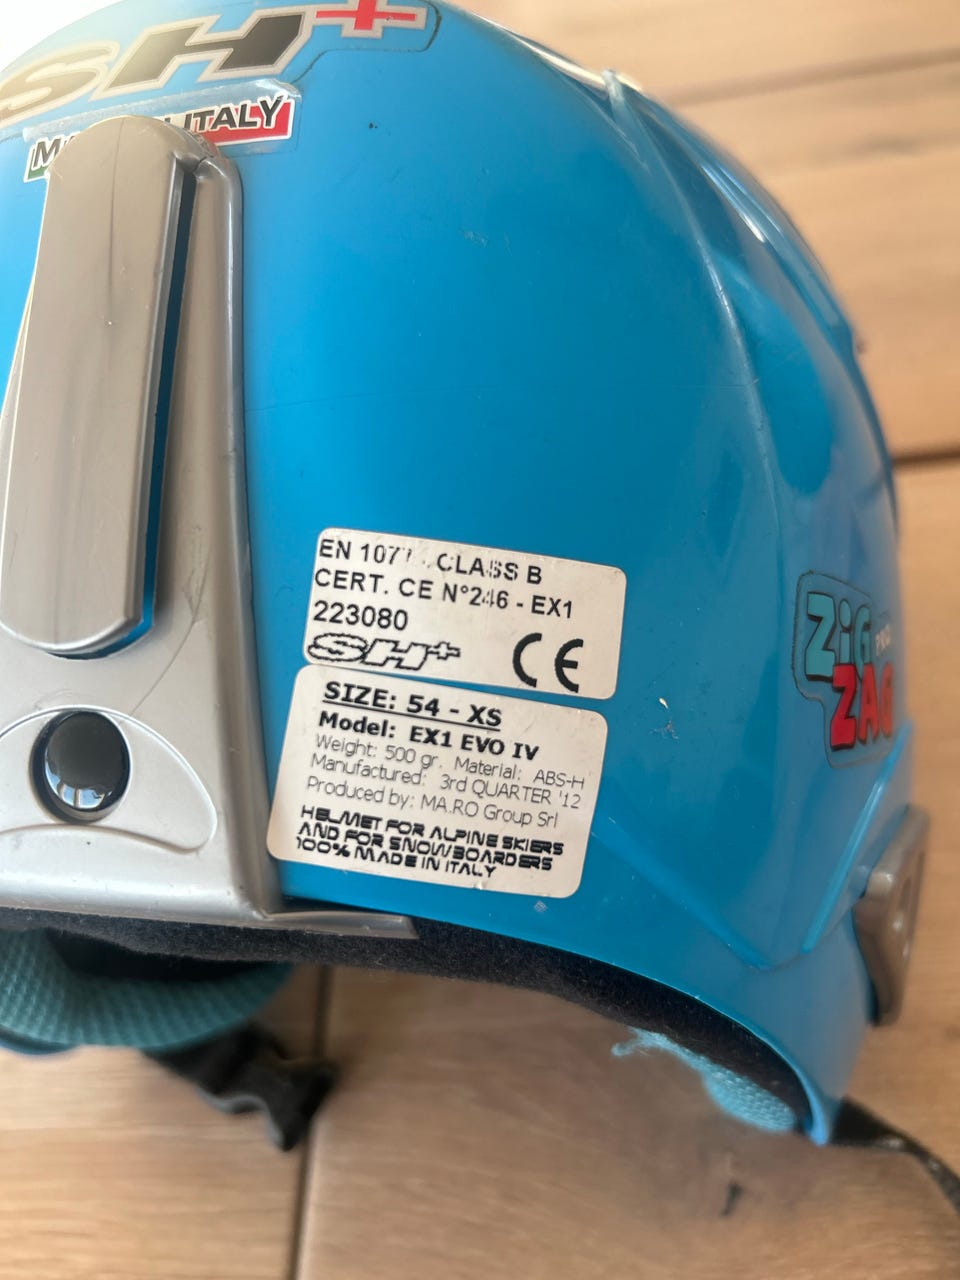 SH+
ITALY
EN 107 CLASS B
CERT. CE N°246 - EX1
223080
SH+ CE
SIZE: 54 - XS
Model: EX1 EVO IV
Weight: 500 gr. Material: ABS-H
Manufactured: 3rd QUARTER '12
Produced by: MA.RO Group Srl
HELMET FOR ALPINE SKIERS
AND FOR SNOWBOARDERS
100% MADE IN ITALY
ZiG PRO
ZAG